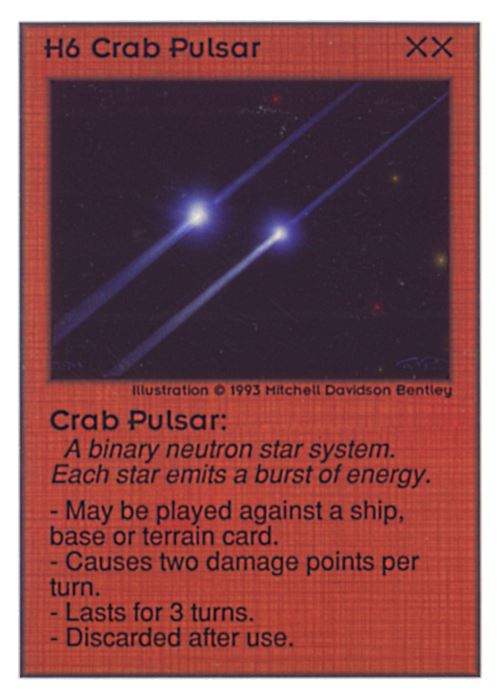 H6 Crab Pulsar XX
Illustration © 1993 Mitchell Davidson Bentley
Crab Pulsar:
A binary neutron star system.
Each star emits a burst of energy.
- May be played against a ship,
base or terrain card.
- Causes two damage points per
turn.
- Lasts for 3 turns.
- Discarded after use.